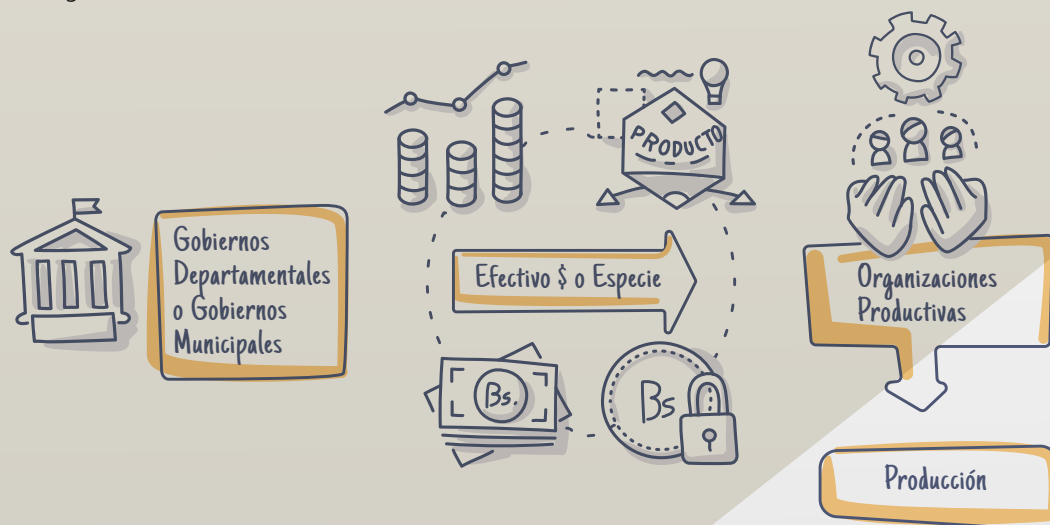 Gobiernos
Departamentales
o Gobiernos
Municipales
PRODUCTO
Efectivo $ o Especie
Bs.
Bs
Organizaciones
Productivas
Producción